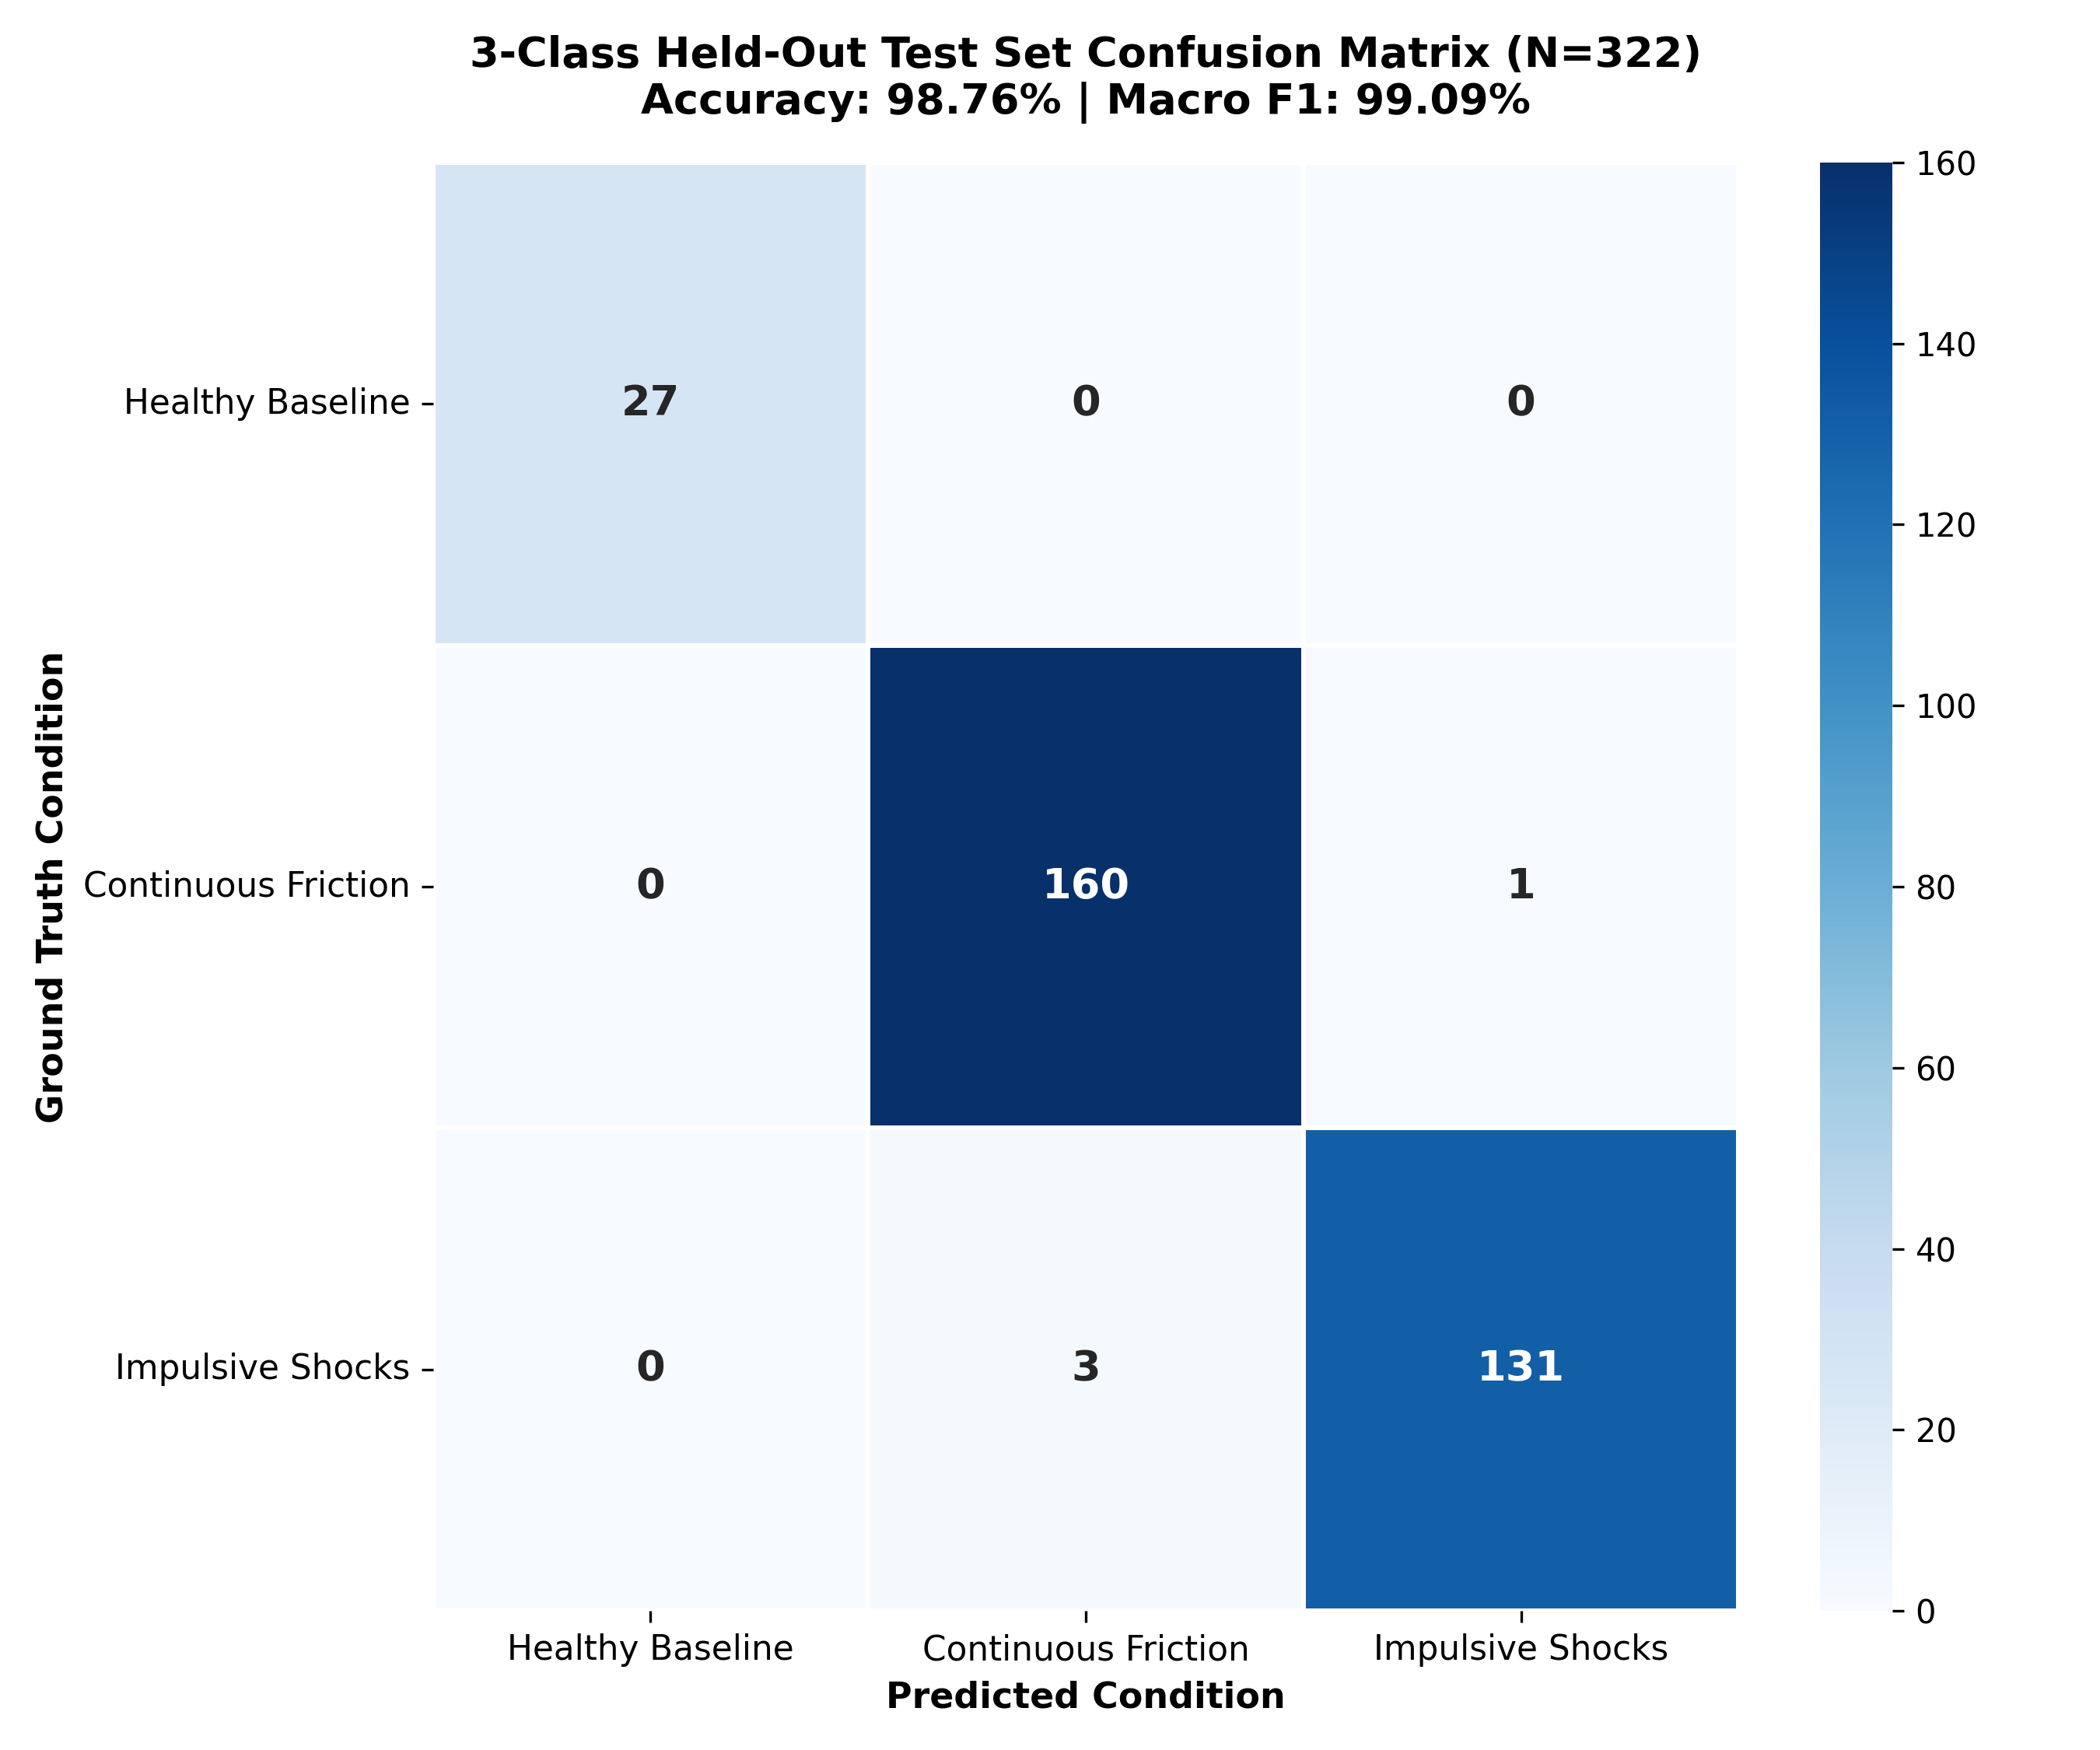 3-Class Held-Out Test Set Confusion Matrix (N=322)
Accuracy: 98.76% | Macro F1: 99.09%
Ground Truth Condition
Healthy Baseline
27
0
0
Continuous Friction
0
160
1
Impulsive Shocks
0
3
131
Healthy Baseline
Continuous Friction
Impulsive Shocks
Predicted Condition
160
140
120
100
80
60
40
20
0